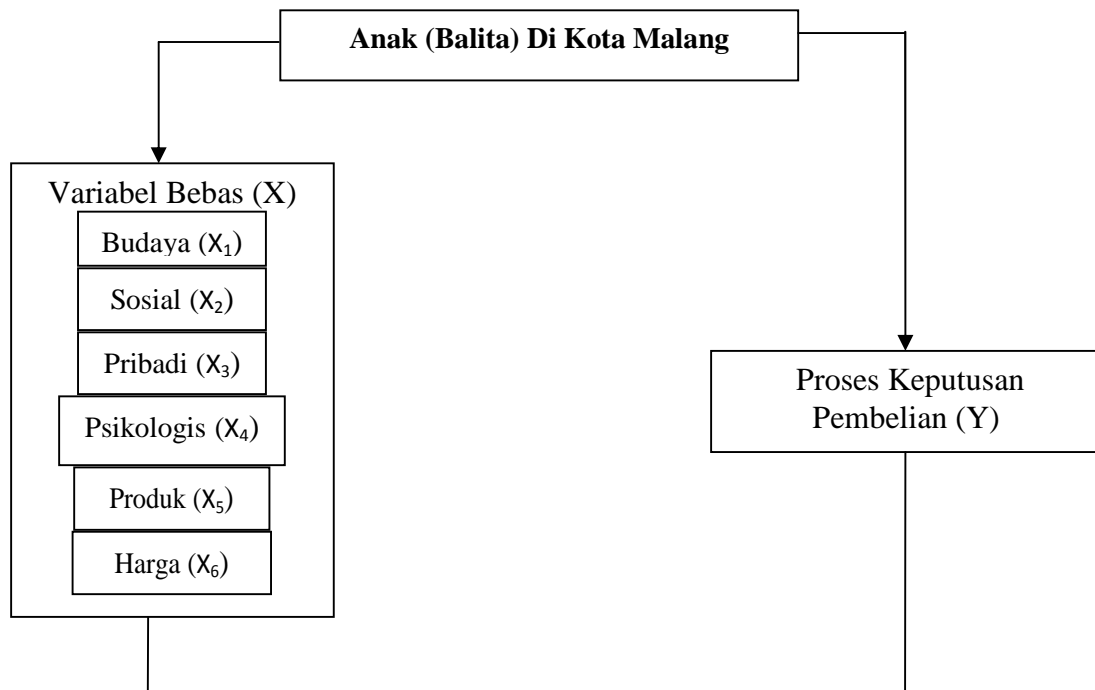 Anak (Balita) Di Kota Malang
Variabel Bebas (X)
Budaya (X₁)
Sosial (X₂)
Pribadi (X₃)
Psikologis (X₄)
Produk (X₅)
Harga (X₆)
Proses Keputusan
Pembelian (Y)